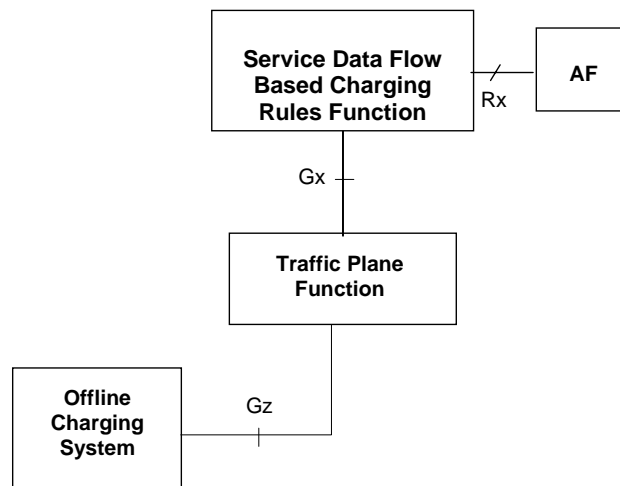 Service Data Flow
Based Charging
Rules Function
AF
Rx
Gx
Traffic Plane
Function
Offline
Charging
System
Gz